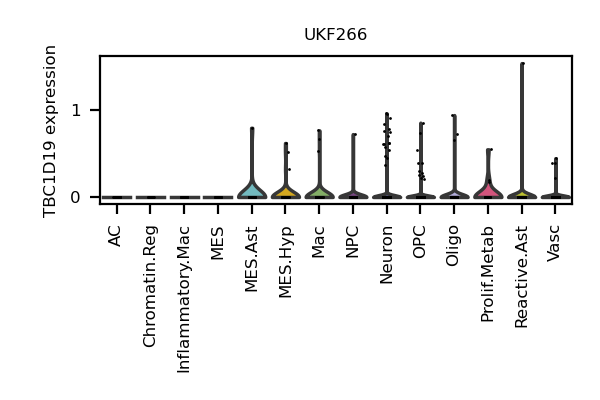 UKF266
TBC1D19 expression
1
0
AC
Chromatin.Reg
Inflammatory.Mac
MES
MES.Ast
MES.Hyp
Mac
NPC
Neuron
OPC
Oligo
Prolif.Metab
Reactive.Ast
Vasc